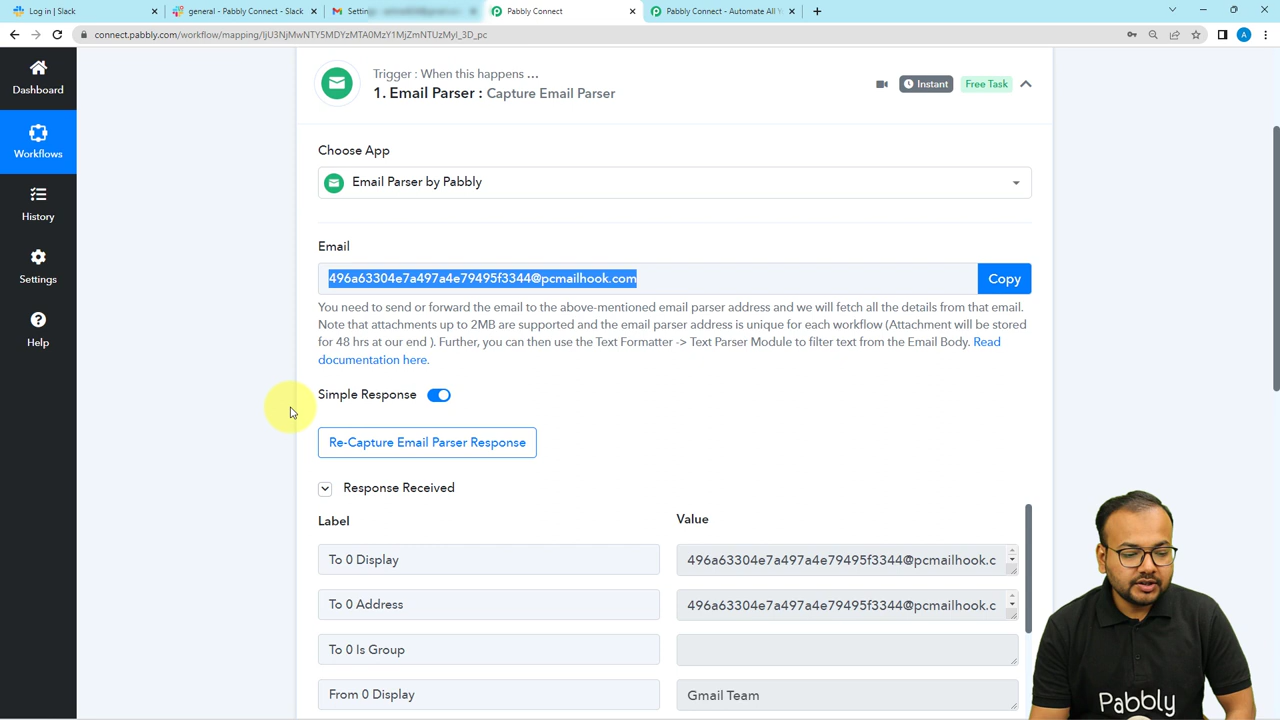 Log in | Slack
general - Pabbly Connect - Slack
Pabbly Connect
Pabbly Connect - Automate All Y
connect.pabbly.com/workflow/mapping/IjU3NjMwNTY5MDYzMTA0MzY1MjZmNTUzMyI_3D_pc
A
Dashboard
Workflows
History
Settings
Help
Trigger : When this happens ...
1. Email Parser : Capture Email Parser
Instant
Free Task
Choose App
Email Parser by Pabbly
Email
496a63304e7a497a4e79495f3344@pcmailhook.com
Copy
You need to send or forward the email to the above-mentioned email parser address and we will fetch all the details from that email.
Note that attachments up to 2MB are supported and the email parser address is unique for each workflow (Attachment will be stored
for 48 hrs at our end ). Further, you can then use the Text Formatter -> Text Parser Module to filter text from the Email Body. Read
documentation here.
Simple Response
Re-Capture Email Parser Response
Response Received
Label
Value
To 0 Display
496a63304e7a497a4e79495f3344@pcmailhook.c
To 0 Address
496a63304e7a497a4e79495f3344@pcmailhook.c
To 0 Is Group
From 0 Display
Gmail Team
Pabbly